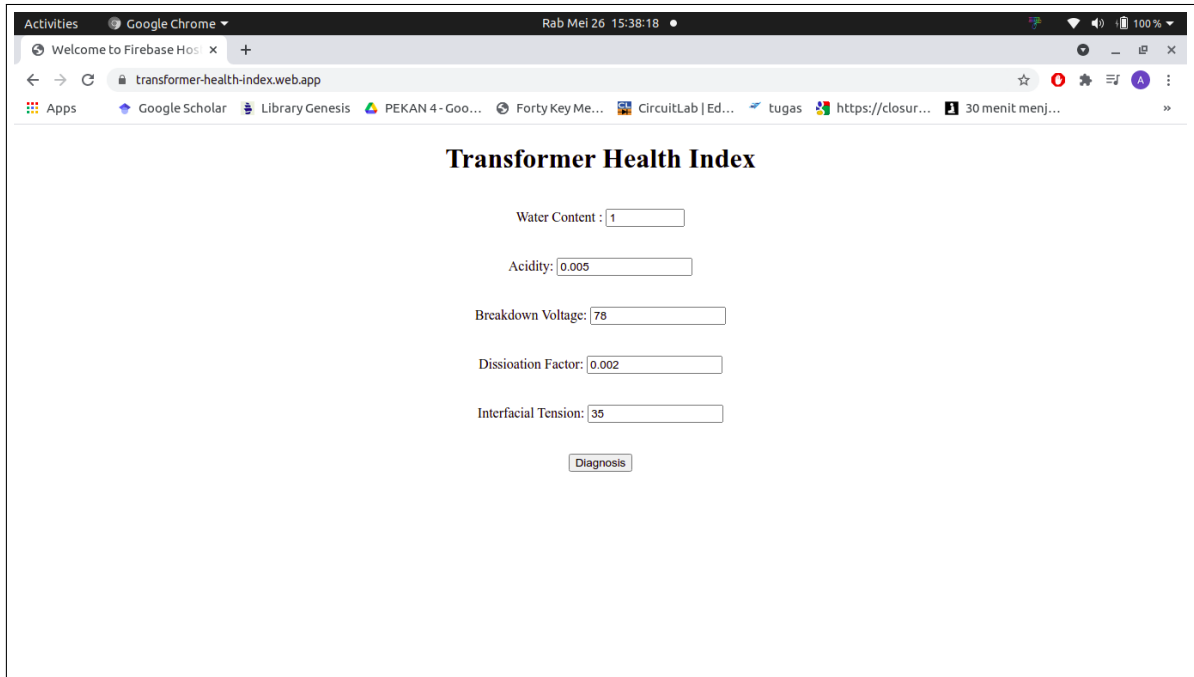 Activities Google Chrome Rab Mei 26 15:38:18 100 %
Welcome to Firebase Hos
transformer-health-index.web.app A
Apps Google Scholar Library Genesis PEKAN 4 - Goo... Forty Key Me... CircuitLab | Ed... tugas https://closur... 30 menit menj... »
Transformer Health Index
Water Content : 1
Acidity: 0.005
Breakdown Voltage: 78
Dissioation Factor: 0.002
Interfacial Tension: 35
Diagnosis